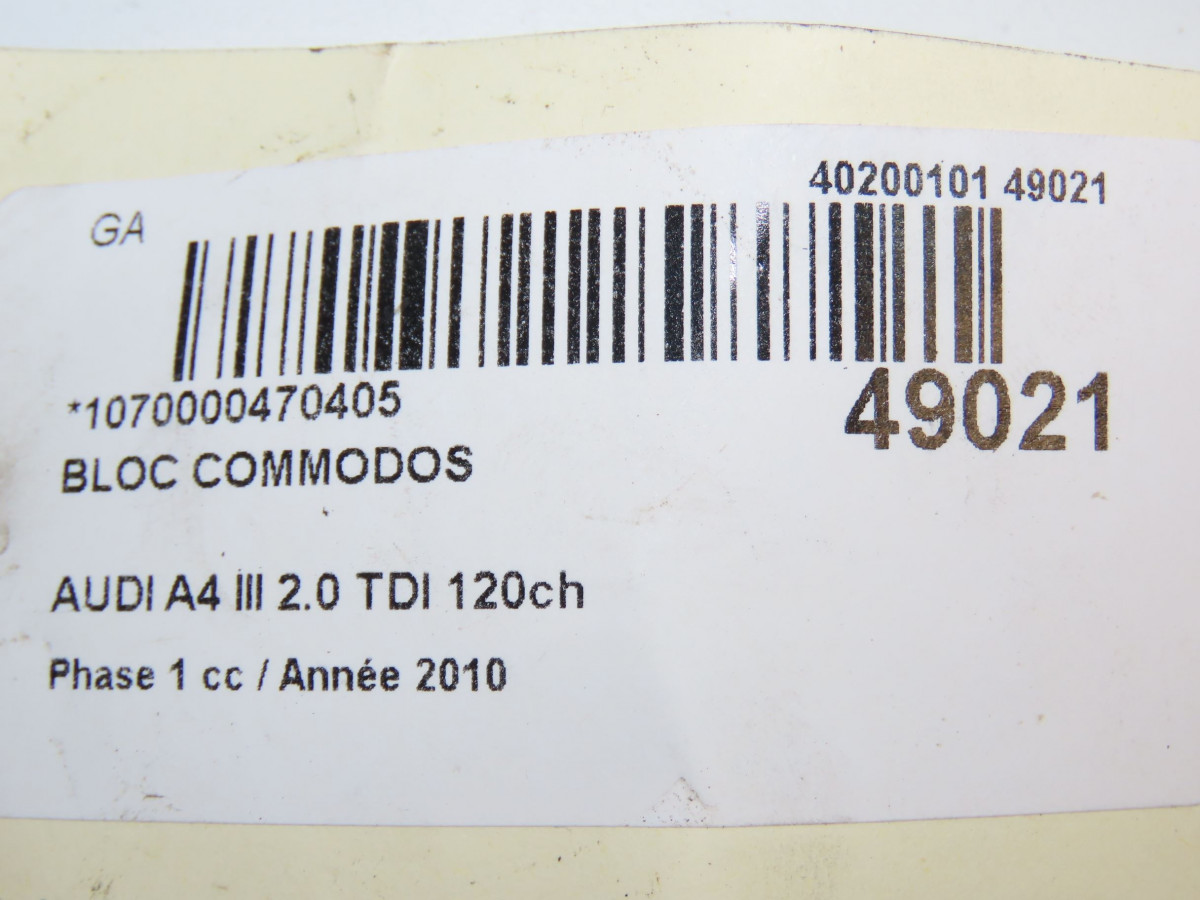 40200101 49021
GA
*1070000470405
49021
BLOC COMMODOS
AUDI A4 III 2.0 TDI 120ch
Phase 1 cc / Année 2010